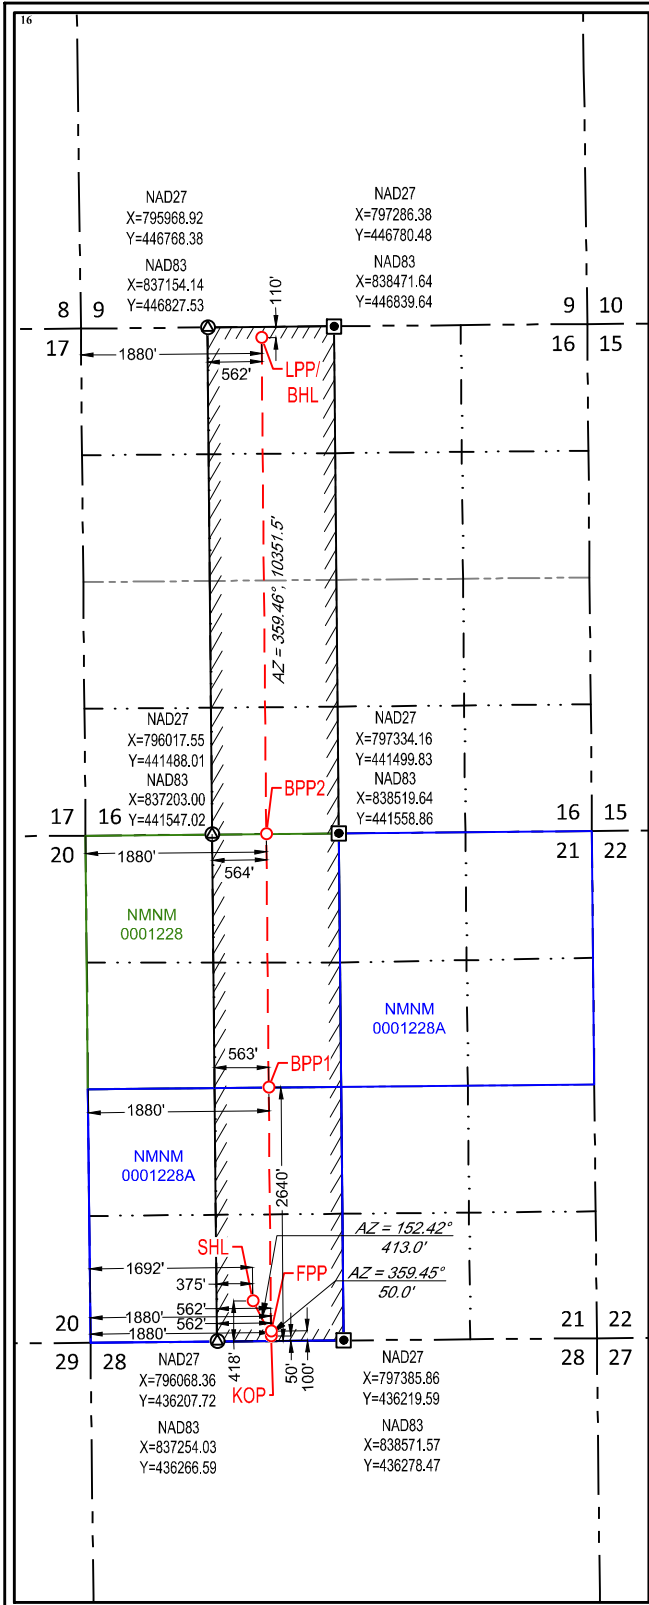 16
NAD27
X=795968.92
Y=446768.38
NAD83
X=837154.14
Y=446827.53
NAD27
X=797286.38
Y=446780.48
NAD83
X=838471.64
Y=446839.64
110'
8 9
9 10
17
16 15
1880'
562'
LPP/
BHL
AZ = 359.46°, 10351.5'
NAD27
X=796017.55
Y=441488.01
NAD83
X=837203.00
Y=441547.02
NAD27
X=797334.16
Y=441499.83
NAD83
X=838519.64
Y=441558.86
BPP2
17 16
16 15
20
21 22
1880'
564'
NMNM
0001228
NMNM
0001228A
563'
BPP1
1880'
NMNM
0001228A
2640'
AZ = 152.42°
413.0'
SHL
FPP
1692'
AZ = 359.45°
50.0'
375'
562'
1880'
562'
1880'
20
21 22
29 28
28 27
418'
KOP
50'
100'
NAD27
X=796068.36
Y=436207.72
NAD83
X=837254.03
Y=436266.59
NAD27
X=797385.86
Y=436219.59
NAD83
X=838571.57
Y=436278.47